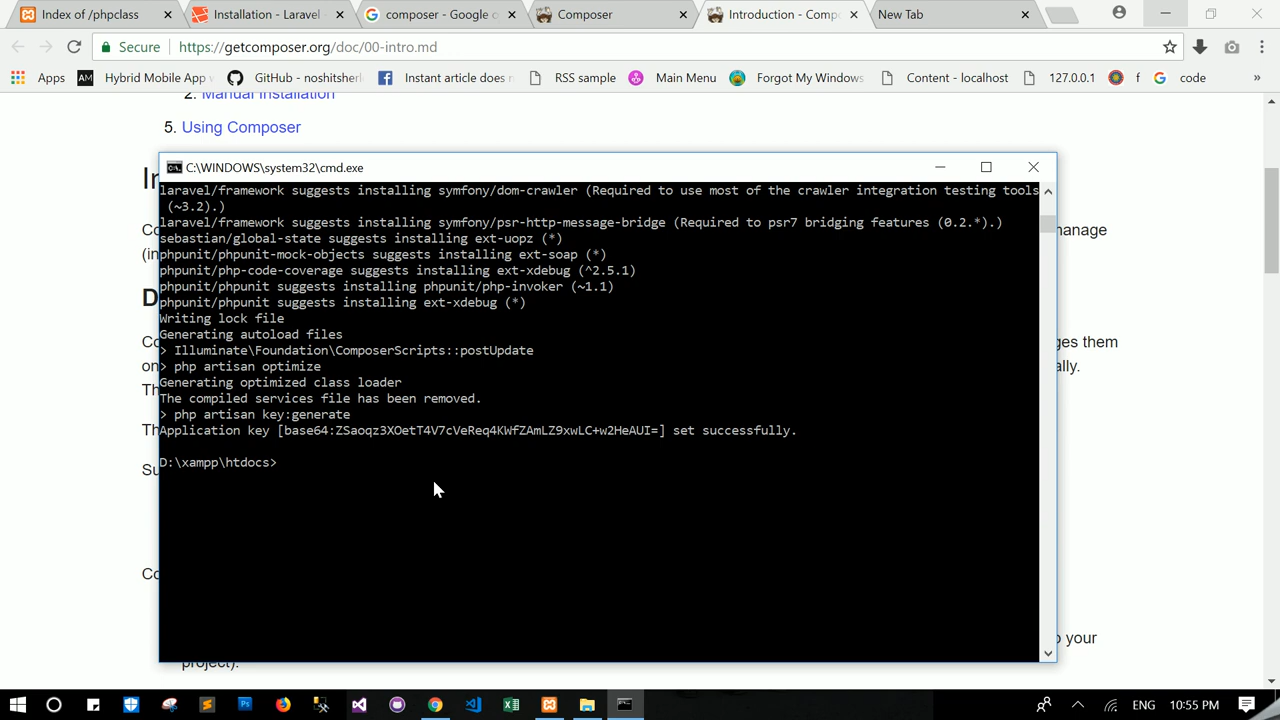 Index of /phpclass
Installation - Laravel
composer - Google
Composer
Introduction - Comp
New Tab
Secure
https://getcomposer.org/doc/00-intro.md
Apps
Hybrid Mobile App
GitHub - noshitsher
Instant article does
RSS sample
Main Menu
Forgot My Windows
Content - localhost
127.0.0.1
f
code
»
2. Manual Installation
5. Using Composer
C:\WINDOWS\system32\cmd.exe
laravel/framework suggests installing symfony/dom-crawler (Required to use most of the crawler integration testing tools
(~3.2).)
laravel/framework suggests installing symfony/psr-http-message-bridge (Required to psr7 bridging features (0.2.*).)
sebastian/global-state suggests installing ext-uopz (*)
phpunit/phpunit-mock-objects suggests installing ext-soap (*)
phpunit/php-code-coverage suggests installing ext-xdebug (^2.5.1)
phpunit/phpunit suggests installing phpunit/php-invoker (~1.1)
phpunit/phpunit suggests installing ext-xdebug (*)
Writing lock file
Generating autoload files
> Illuminate\Foundation\ComposerScripts::postUpdate
> php artisan optimize
Generating optimized class loader
The compiled services file has been removed.
> php artisan key:generate
Application key [base64:ZSaoqz3XOetT4V7cVeReq4KWfZAmLZ9xwLC+w2HeAUI=] set successfully.
D:\xampp\htdocs>
manage
ges them
ally.
o your
project).
ENG
10:55 PM